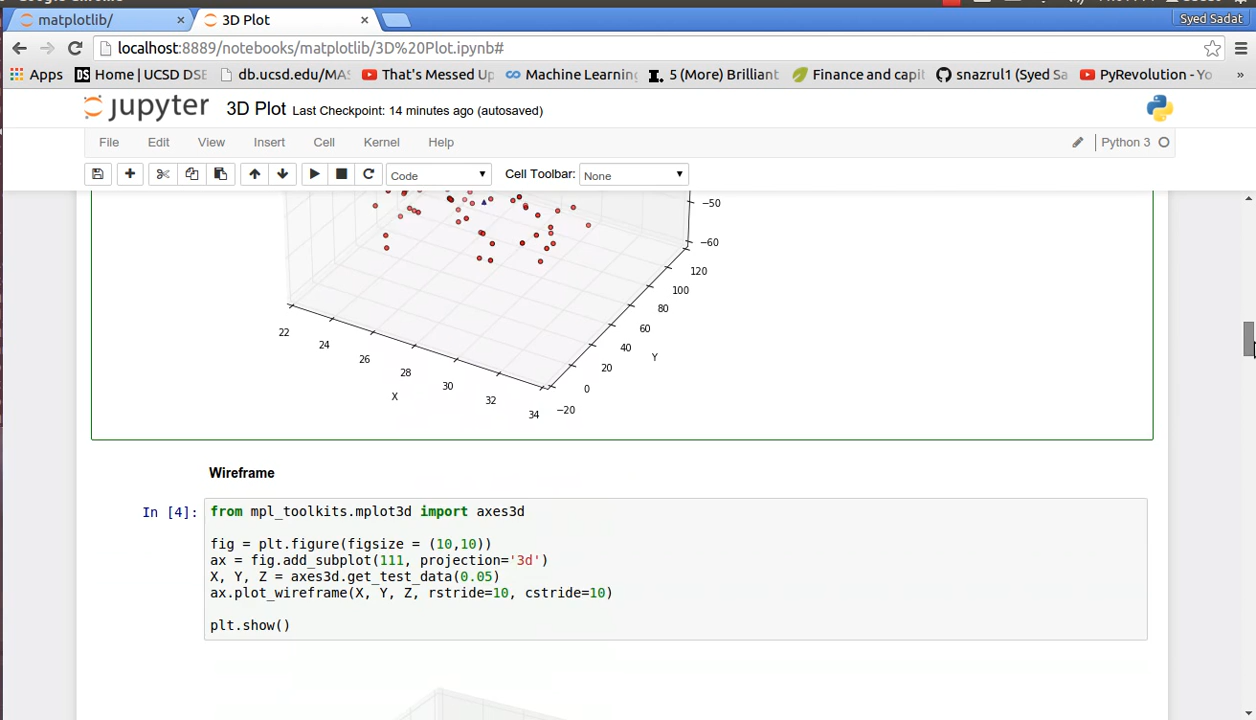 matplotlib/ × 3D Plot ×
Syed Sadat
localhost:8889/notebooks/matplotlib/3D%20Plot.ipynb#
Apps DS Home | UCSD DSE db.ucsd.edu/MAS That's Messed Up Machine Learning I. 5 (More) Brilliant Finance and capit snazrul1 (Syed Sa PyRevolution - Yo »
jupyter 3D Plot Last Checkpoint: 14 minutes ago (autosaved)
File Edit View Insert Cell Kernel Help Python 3
Code Cell Toolbar: None
−50
−60
120
100
80
60
40
20
0
−20
Y
22
24
26
28
30
32
34
X
Wireframe
In [4]: from mpl_toolkits.mplot3d import axes3d
fig = plt.figure(figsize = (10,10))
ax = fig.add_subplot(111, projection='3d')
X, Y, Z = axes3d.get_test_data(0.05)
ax.plot_wireframe(X, Y, Z, rstride=10, cstride=10)
plt.show()